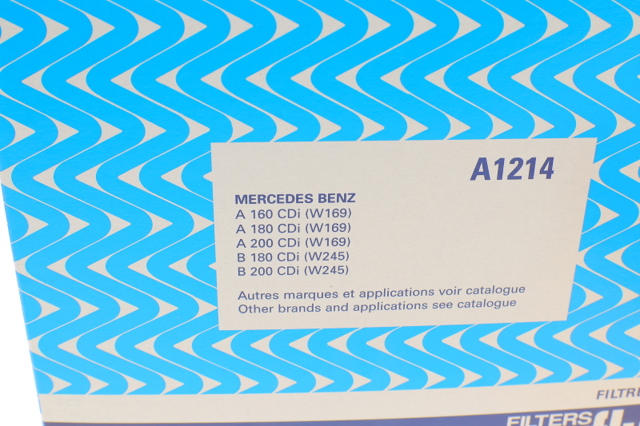 A1214
MERCEDES BENZ
A 160 CDi (W169)
A 180 CDi (W169)
A 200 CDi (W169)
B 180 CDi (W245)
B 200 CDi (W245)
Autres marques et applications voir catalogue
Other brands and applications see catalogue
FILTRE
FILTERS